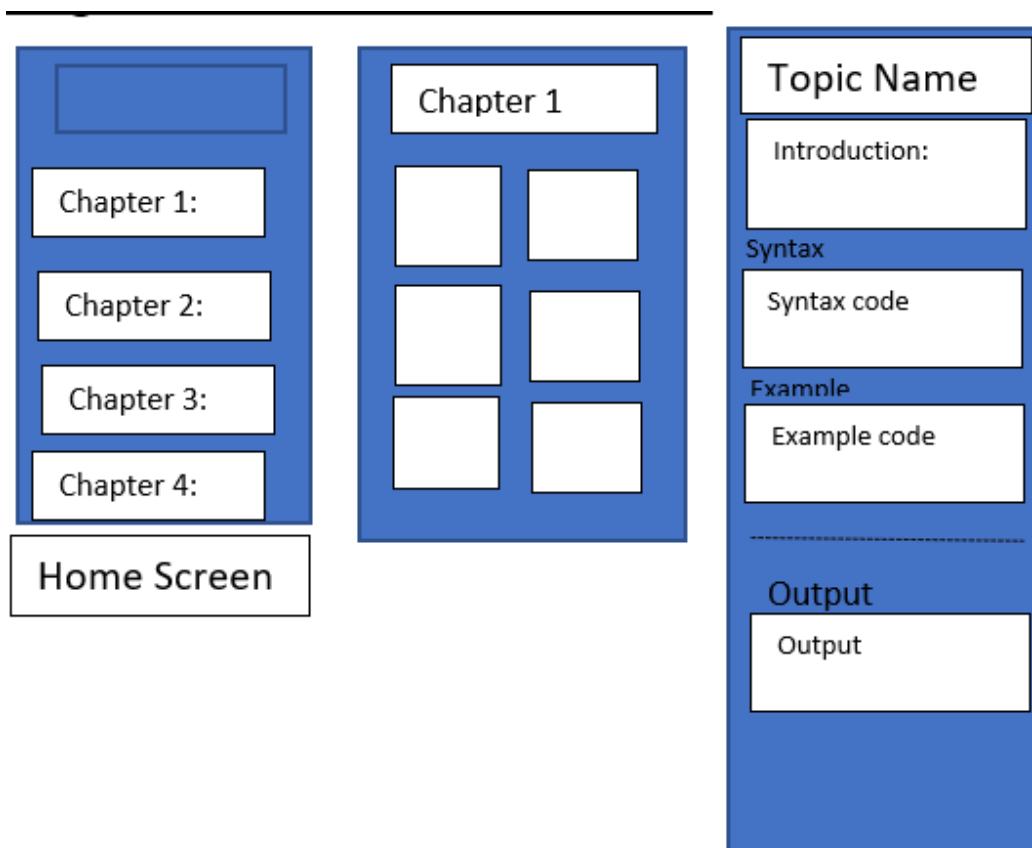 Chapter 1:
Chapter 2:
Chapter 3:
Chapter 4:
Home Screen
Chapter 1
Topic Name
Introduction:
Syntax
Syntax code
Example
Example code
Output
Output